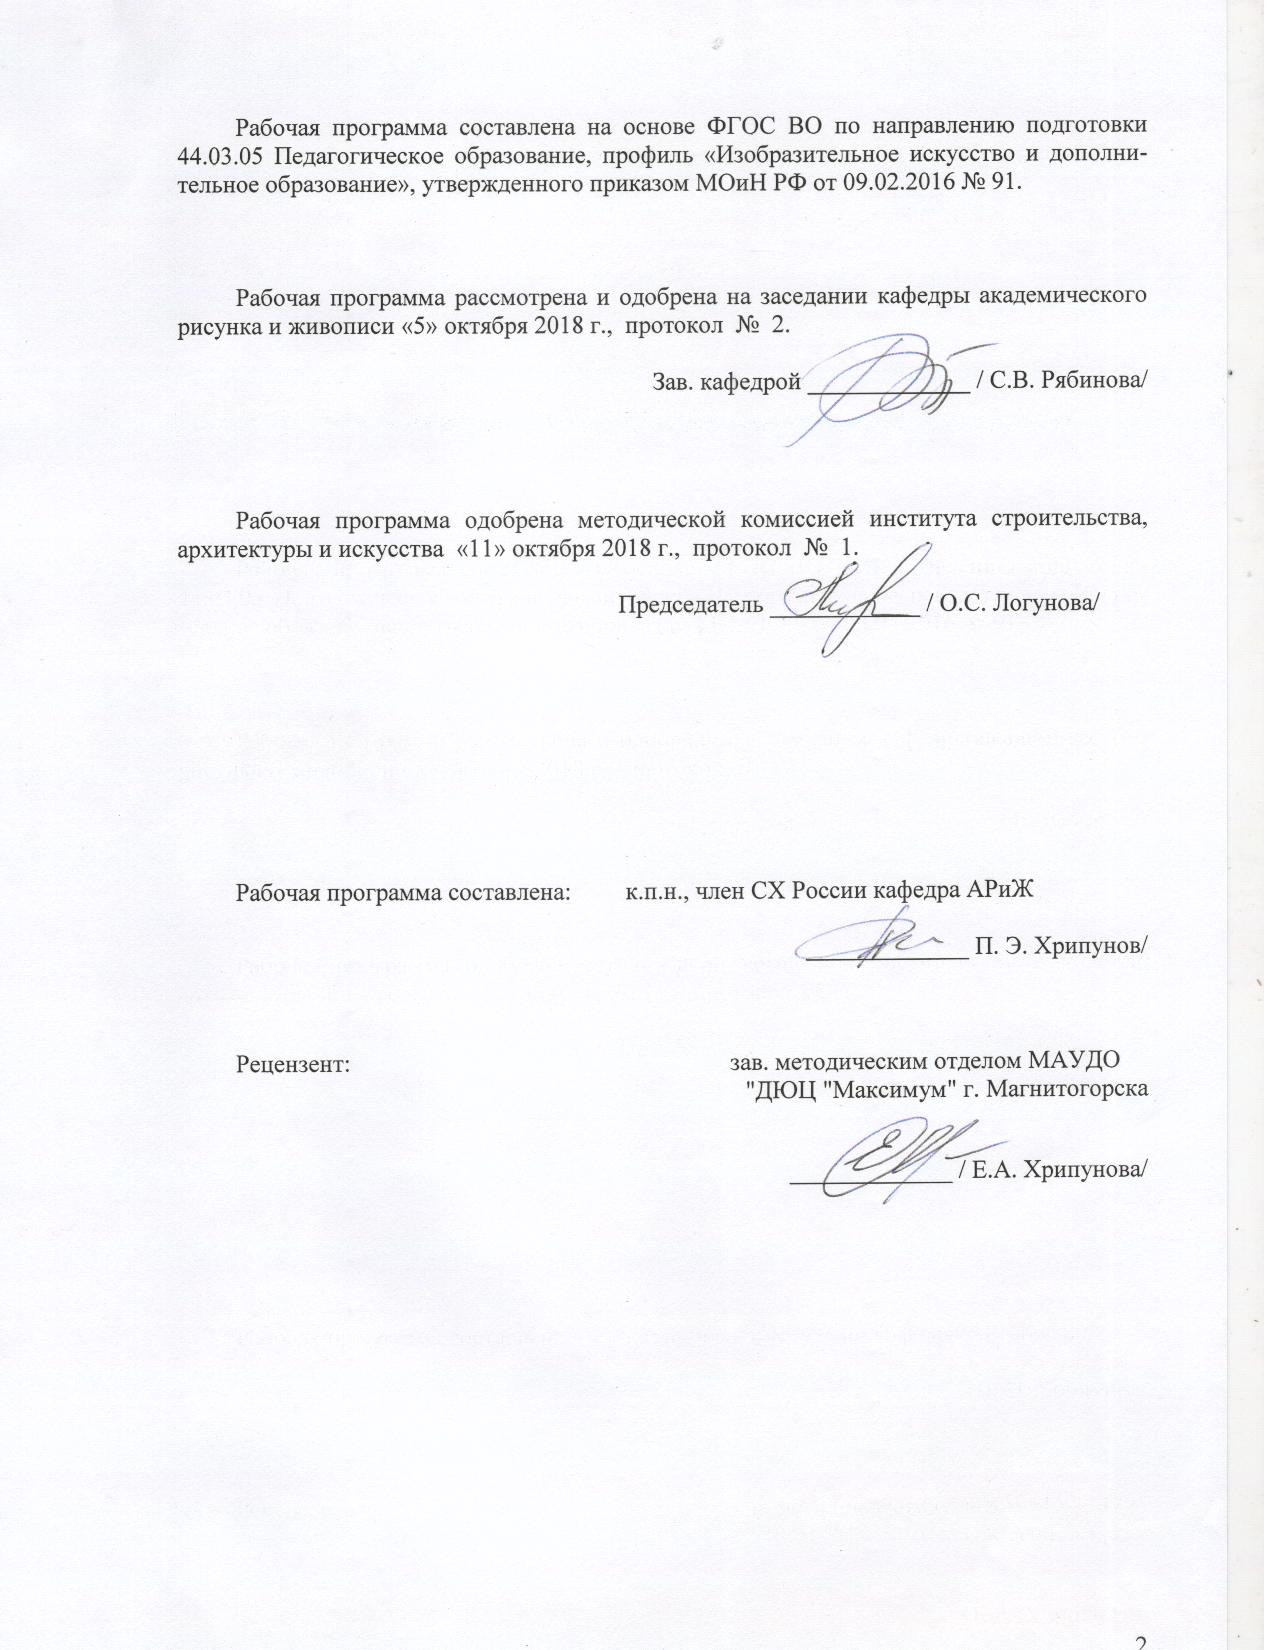 Рабочая программа составлена на основе ФГОС ВО по направлению подготовки
44.03.05 Педагогическое образование, профиль «Изобразительное искусство и дополни-
тельное образование», утвержденного приказом МОиН РФ от 09.02.2016 № 91.
Рабочая программа рассмотрена и одобрена на заседании кафедры академического
рисунка и живописи «5» октября 2018 г., протокол № 2.
Зав. кафедрой _____________ / С.В. Рябинова/
Рабочая программа одобрена методической комиссией института строительства,
архитектуры и искусства «11» октября 2018 г., протокол № 1.
Председатель ____________ / О.С. Логунова/
Рабочая программа составлена: к.п.н., член СХ России кафедра АРиЖ
_____________ П. Э. Хрипунов/
Рецензент: зав. методическим отделом МАУДО
"ДЮЦ "Максимум" г. Магнитогорска
_____________ / Е.А. Хрипунова/
2